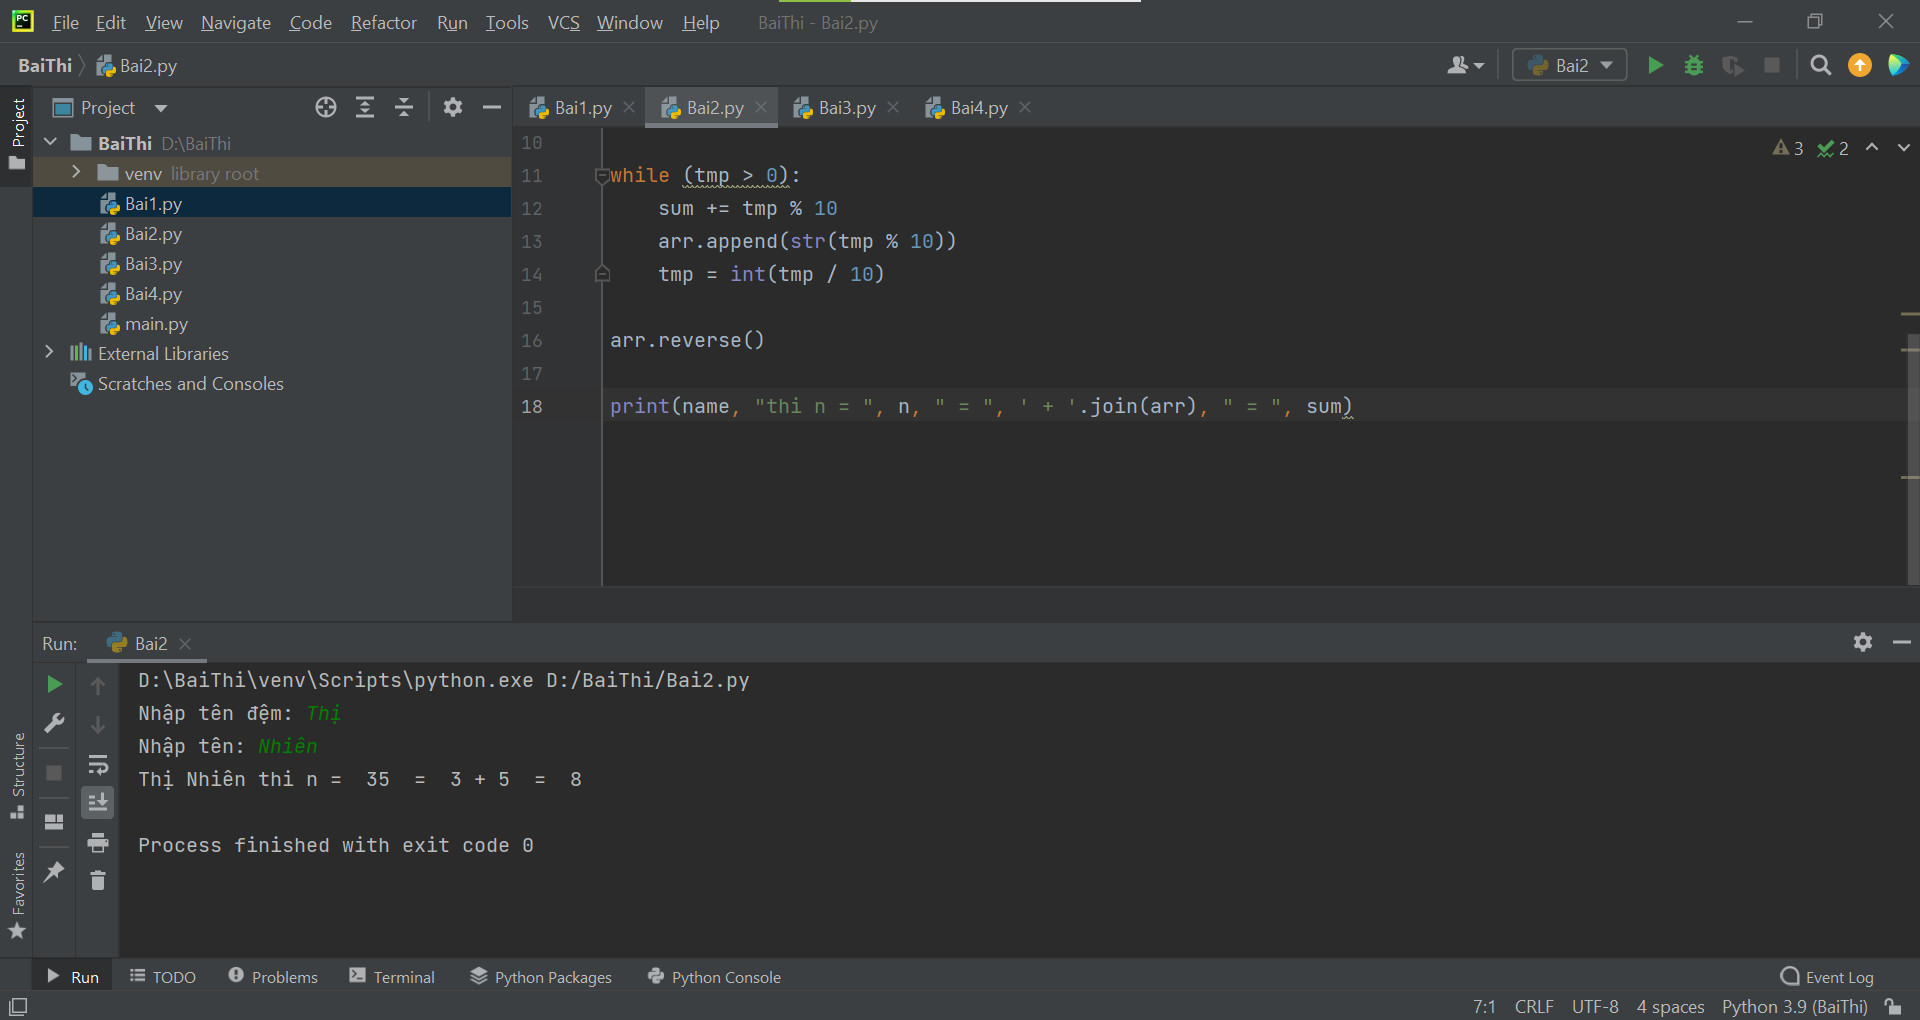 PC File Edit View Navigate Code Refactor Run Tools VCS Window Help BaiThi - Bai2.py
BaiThi Bai2.py Bai2
Project
Project
Bai1.py Bai2.py Bai3.py Bai4.py
BaiThi D:\BaiThi
venv library root
Bai1.py
Bai2.py
Bai3.py
Bai4.py
main.py
External Libraries
Scratches and Consoles
3 2
10
11 while (tmp > 0):
12 sum += tmp % 10
13 arr.append(str(tmp % 10))
14 tmp = int(tmp / 10)
15
16 arr.reverse()
17
18 print(name, "thi n = ", n, " = ", ' + '.join(arr), " = ", sum)
Run: Bai2
D:\BaiThi\venv\Scripts\python.exe D:/BaiThi/Bai2.py
Nhập tên đệm: Thị
Nhập tên: Nhiên
Thị Nhiên thi n =  35  =  3 + 5  =  8
Process finished with exit code 0
Structure
Favorites
Run TODO Problems Terminal Python Packages Python Console Event Log
7:1 CRLF UTF-8 4 spaces Python 3.9 (BaiThi)